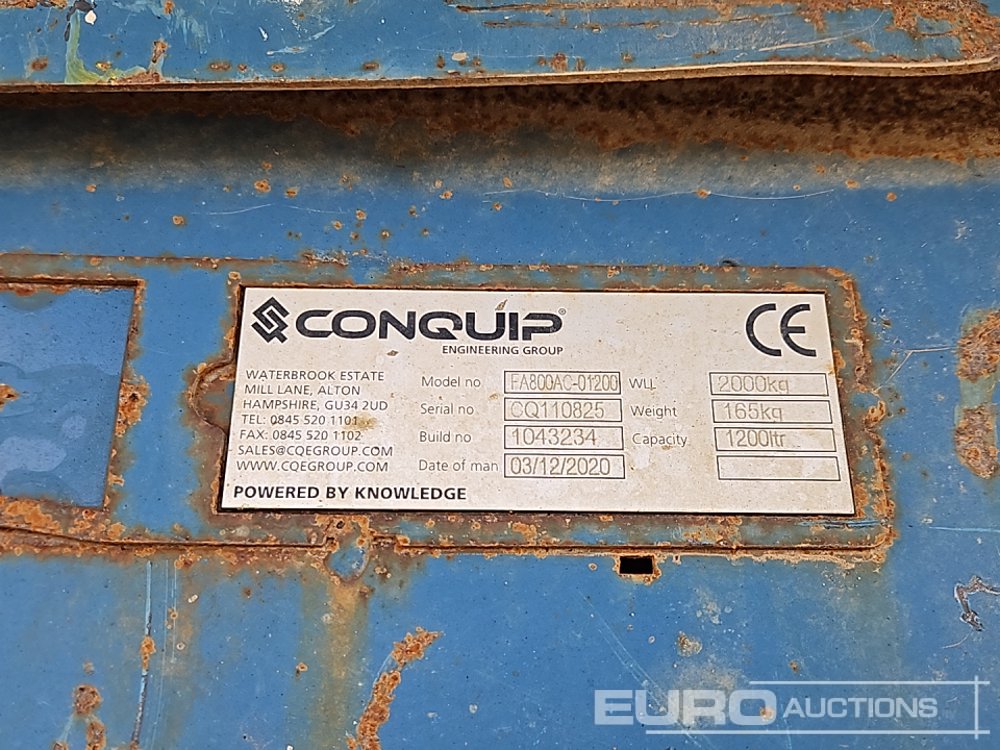 CONQUIP®
ENGINEERING GROUP
CE
WATERBROOK ESTATE
MILL LANE, ALTON
HAMPSHIRE, GU34 2UD
TEL: 0845 520 1101
FAX: 0845 520 1102
SALES@CQEGROUP.COM
WWW.CQEGROUP.COM
Model no FA800AC-01200 WLL 2000kg
Serial no CQ110825 Weight 165kg
Build no 1043234 Capacity 1200ltr
Date of man 03/12/2020
POWERED BY KNOWLEDGE
EURO AUCTIONS